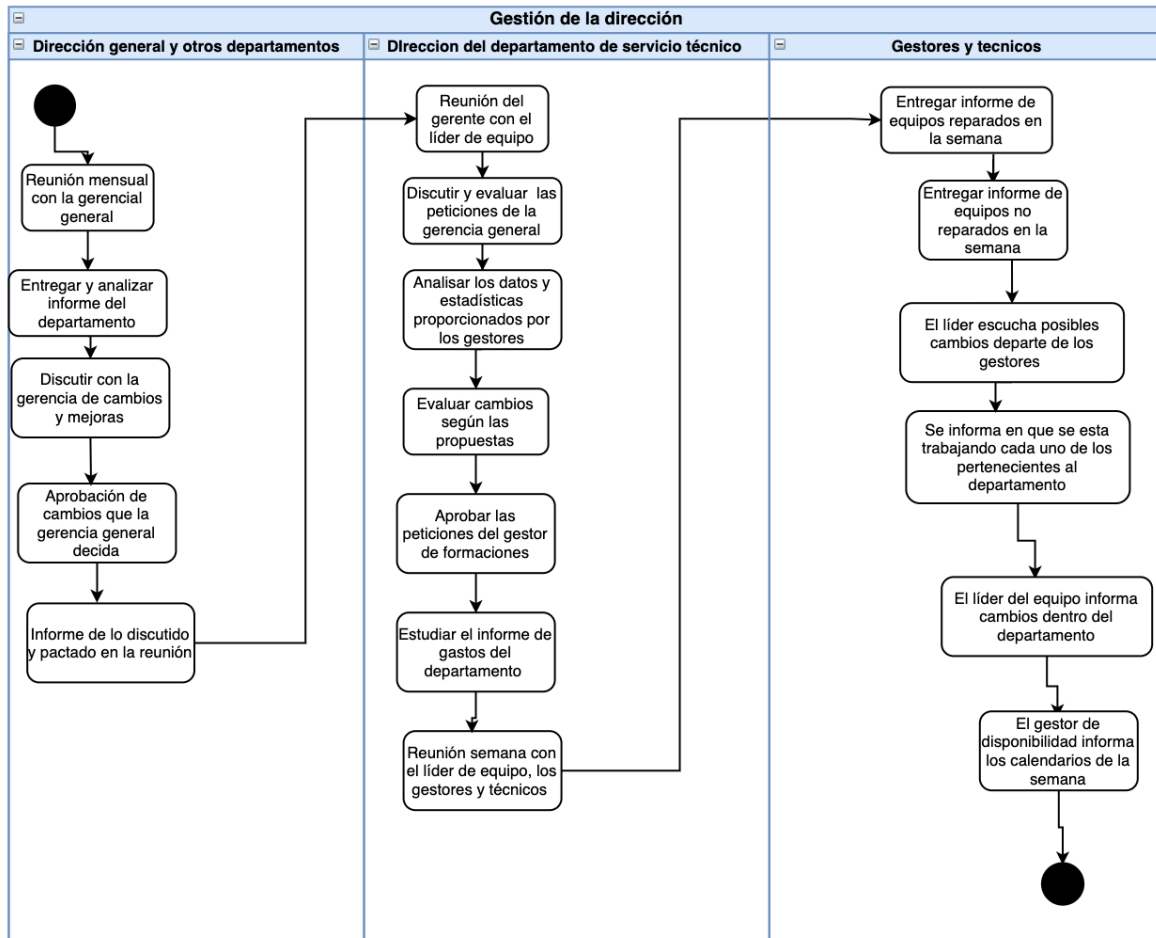 Gestión de la dirección
Dirección general y otros departamentos
DIreccion del departamento de servicio técnico
Gestores y tecnicos
Reunión mensual
con la gerencial
general
Entregar y analizar
informe del
departamento
Discutir con la
gerencia de cambios
y mejoras
Aprobación de
cambios que la
gerencia general
decida
Informe de lo discutido
y pactado en la reunión
Reunión del
gerente con el
líder de equipo
Discutir y evaluar las
peticiones de la
gerencia general
Analisar los datos y
estadísticas
proporcionados por
los gestores
Evaluar cambios
según las
propuestas
Aprobar las
peticiones del gestor
de formaciones
Estudiar el informe de
gastos del
departamento
Reunión semana con
el líder de equipo, los
gestores y técnicos
Entregar informe de
equipos reparados en
la semana
Entregar informe de
equipos no
reparados en la
semana
El líder escucha posibles
cambios departe de los
gestores
Se informa en que se esta
trabajando cada uno de los
pertenecientes al
departamento
El líder del equipo informa
cambios dentro del
departamento
El gestor de
disponibilidad informa
los calendarios de la
semana